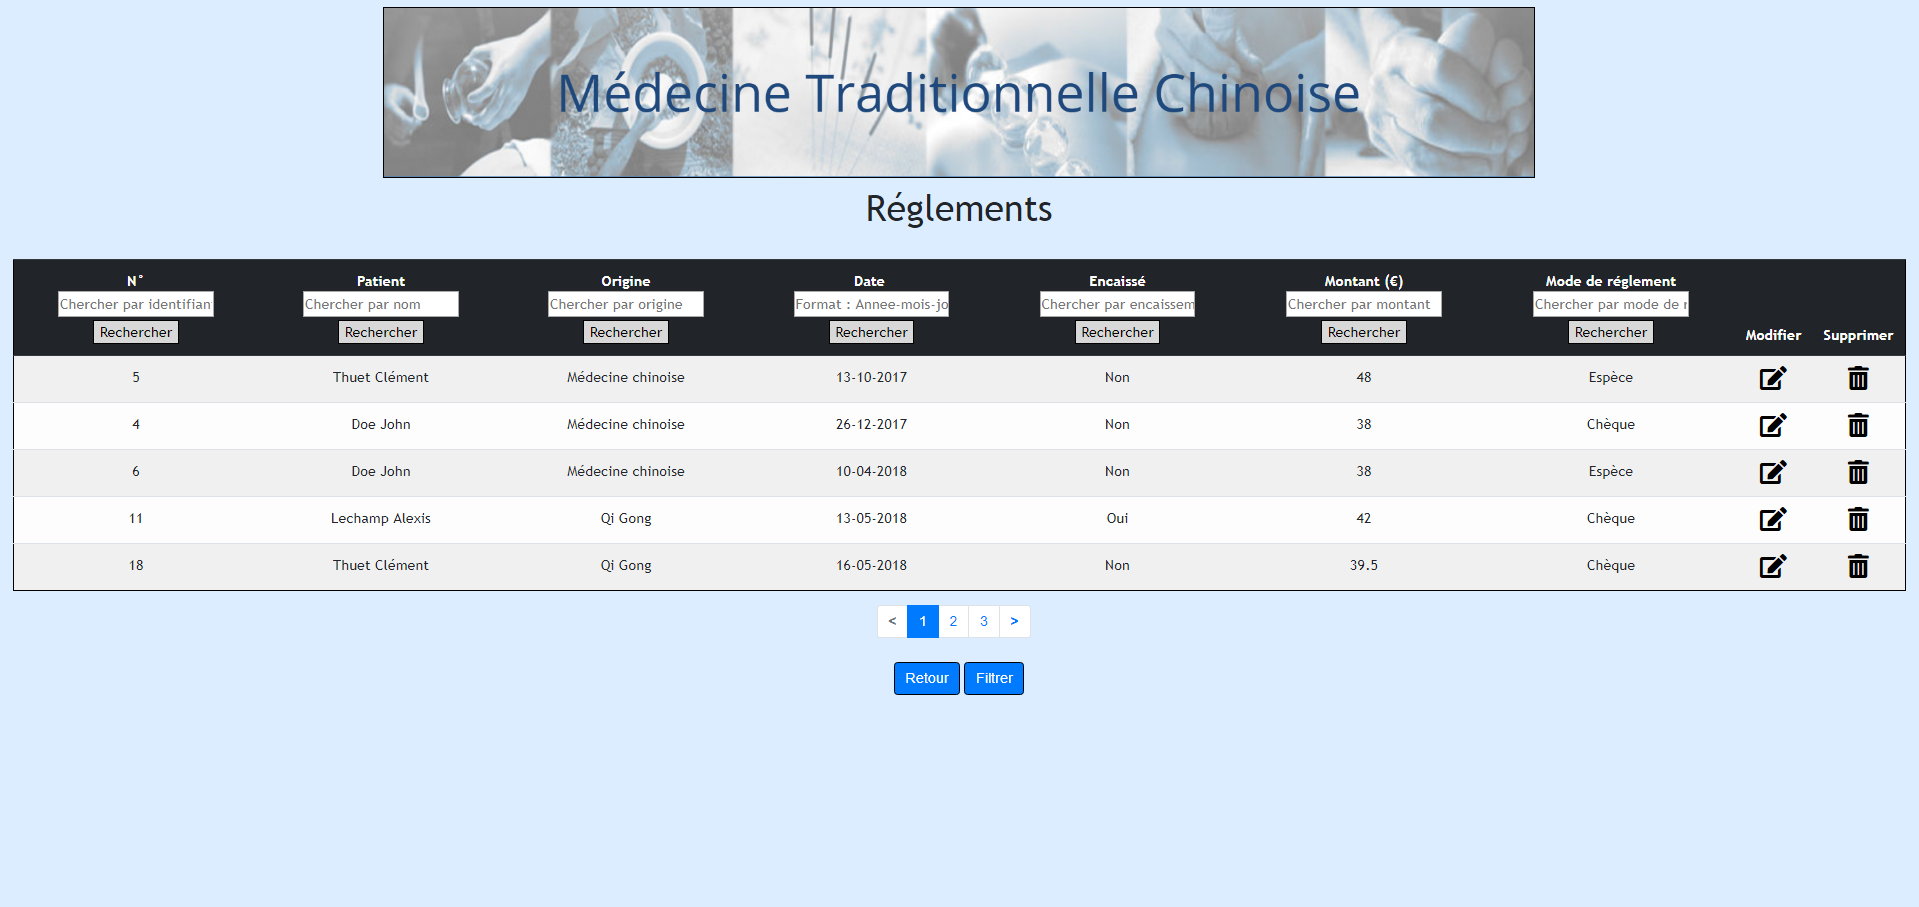 Médecine Traditionnelle Chinoise
Réglements
N° Patient Origine Date Encaissé Montant (€) Mode de réglement
Chercher par identifian Chercher par nom Chercher par origine Format : Annee-mois-jo Chercher par encaissem Chercher par montant Chercher par mode de r
Rechercher Rechercher Rechercher Rechercher Rechercher Rechercher Rechercher Modifier Supprimer
5 Thuet Clément Médecine chinoise 13-10-2017 Non 48 Espèce
4 Doe John Médecine chinoise 26-12-2017 Non 38 Chèque
6 Doe John Médecine chinoise 10-04-2018 Non 38 Espèce
11 Lechamp Alexis Qi Gong 13-05-2018 Oui 42 Chèque
18 Thuet Clément Qi Gong 16-05-2018 Non 39.5 Chèque
< 1 2 3 >
Retour Filtrer